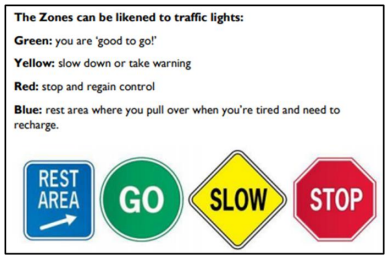 The Zones can be likened to traffic lights:
Green: you are ‘good to go!’
Yellow: slow down or take warning
Red: stop and regain control
Blue: rest area where you pull over when you’re tired and need to
recharge.
REST
AREA
GO
SLOW
STOP